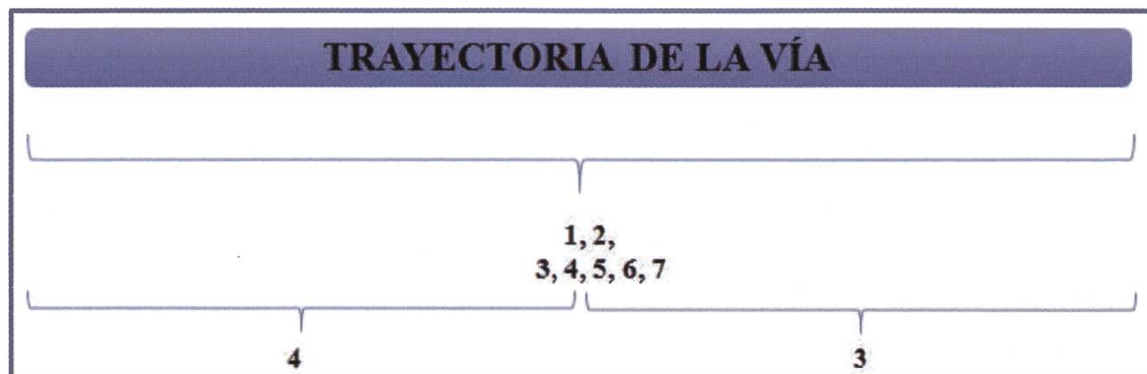 TRAYECTORIA DE LA VÍA
1, 2,
3, 4, 5, 6, 7
4 3